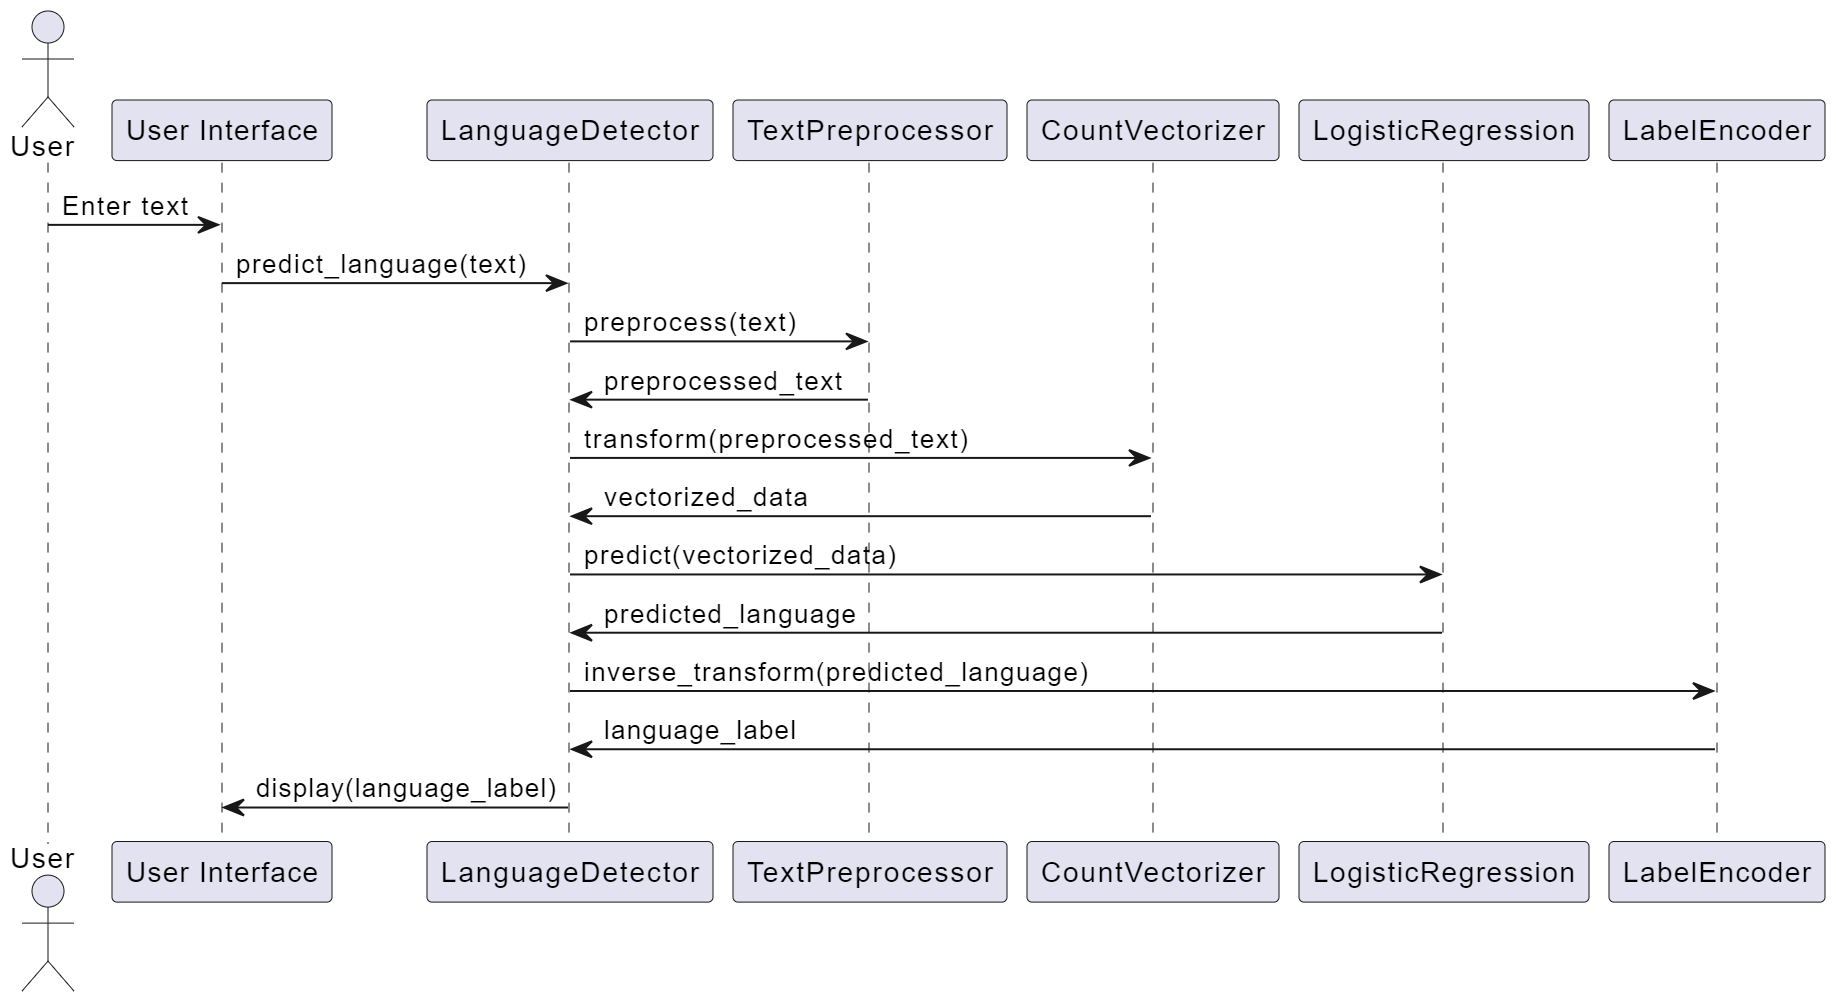 User
User Interface
LanguageDetector
TextPreprocessor
CountVectorizer
LogisticRegression
LabelEncoder
Enter text
predict_language(text)
preprocess(text)
preprocessed_text
transform(preprocessed_text)
vectorized_data
predict(vectorized_data)
predicted_language
inverse_transform(predicted_language)
language_label
display(language_label)
User
User Interface
LanguageDetector
TextPreprocessor
CountVectorizer
LogisticRegression
LabelEncoder